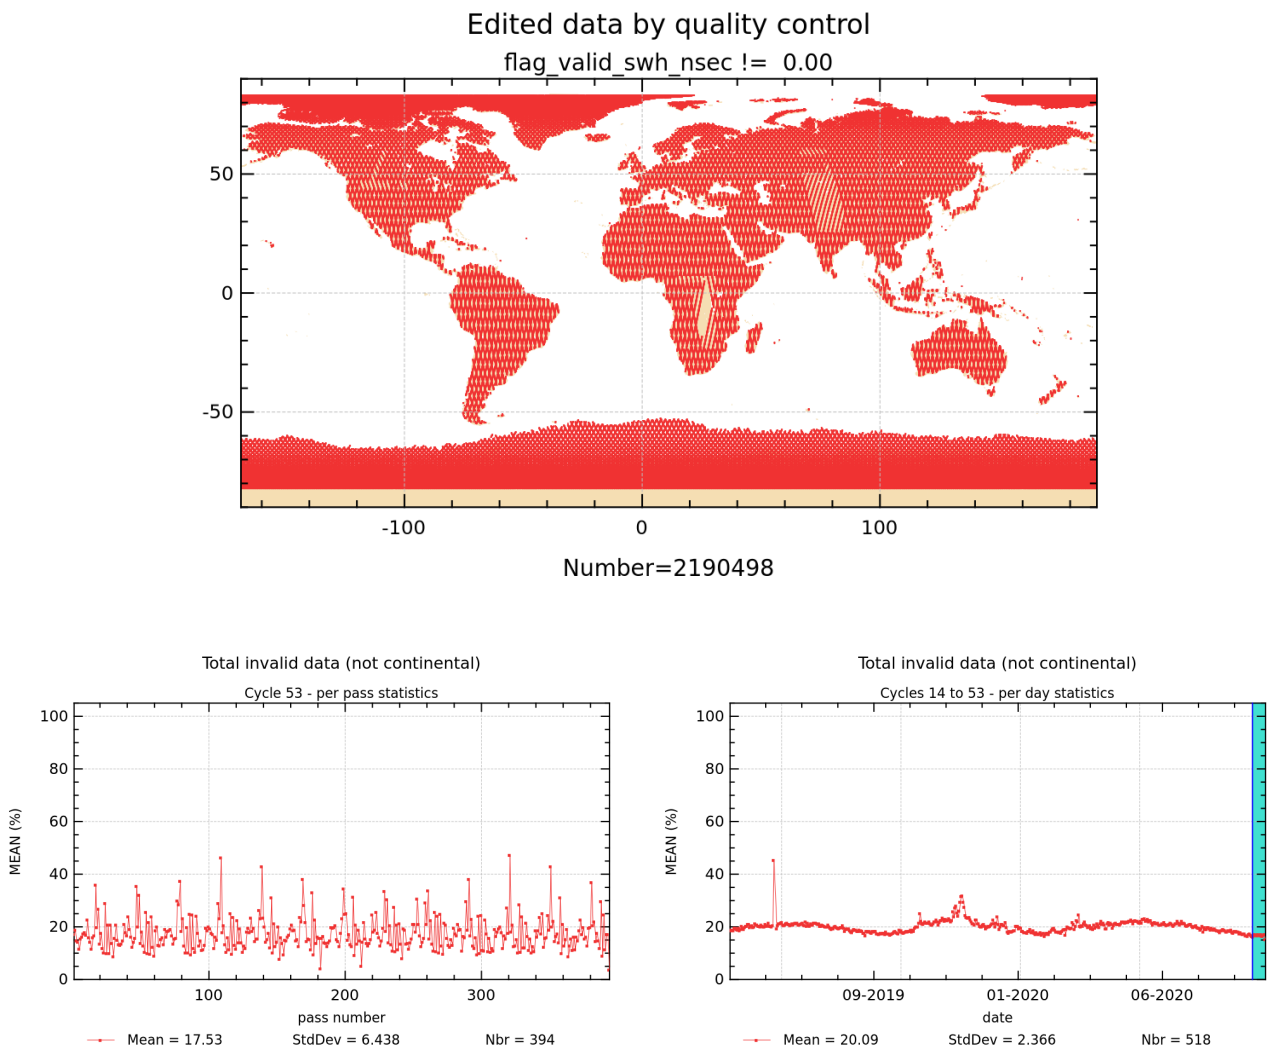 Edited data by quality control
flag_valid_swh_nsec !=  0.00
50
0
-50
-100
0
100
Number=2190498
Total invalid data (not continental)
Cycle 53 - per pass statistics
MEAN (%)
100
80
60
40
20
0
100
200
300
pass number
Mean = 17.53
StdDev = 6.438
Nbr = 394
Total invalid data (not continental)
Cycles 14 to 53 - per day statistics
MEAN (%)
100
80
60
40
20
0
09-2019
01-2020
06-2020
date
Mean = 20.09
StdDev = 2.366
Nbr = 518